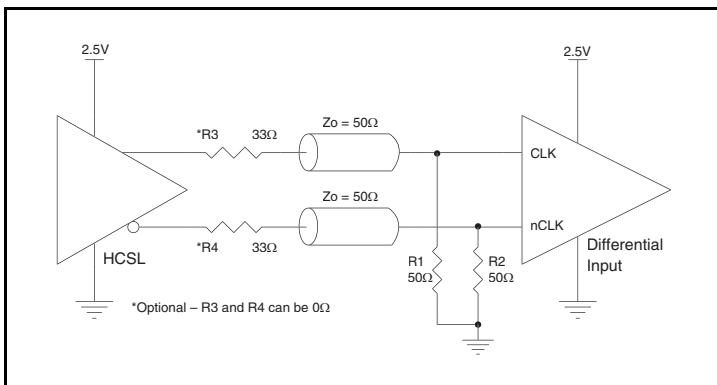 2.5V
2.5V
*R3 33Ω
Zo = 50Ω
CLK
Zo = 50Ω
nCLK
*R4 33Ω
HCSL
Differential
Input
R1
50Ω
R2
50Ω
*Optional – R3 and R4 can be 0Ω